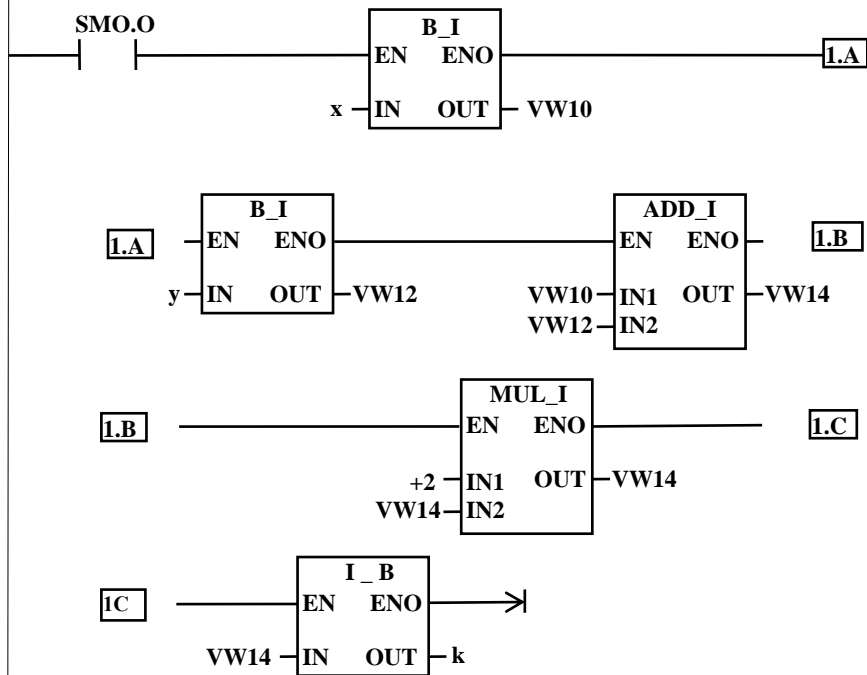 SMO.O
B_I
EN ENO
1.A
x IN OUT VW10
B_I
ADD_I
1.A EN ENO EN ENO 1.B
y IN OUT VW12 VW10 IN1 OUT VW14
VW12 IN2
MUL_I
1.B EN ENO 1.C
+2 IN1 OUT VW14
VW14 IN2
I _ B
1C EN ENO
VW14 IN OUT k